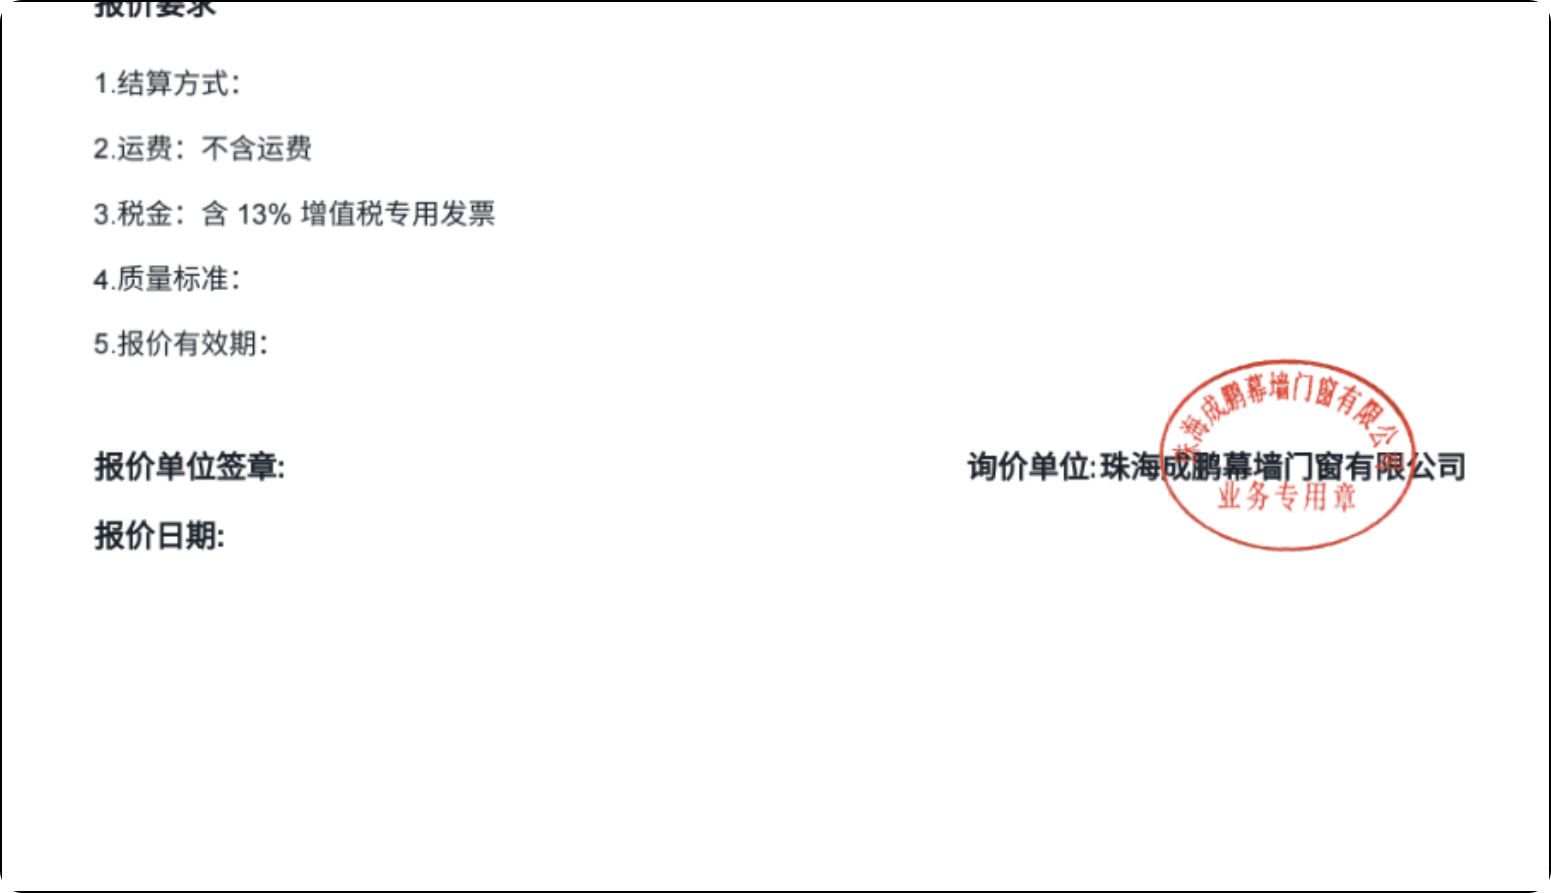 报价要求
1.结算方式：
2.运费：不含运费
3.税金：含 13% 增值税专用发票
4.质量标准：
5.报价有效期：
珠海成鹏幕墙门窗有限公司
报价单位签章:
询价单位:珠海成鹏幕墙门窗有限公司
业务专用章
报价日期: